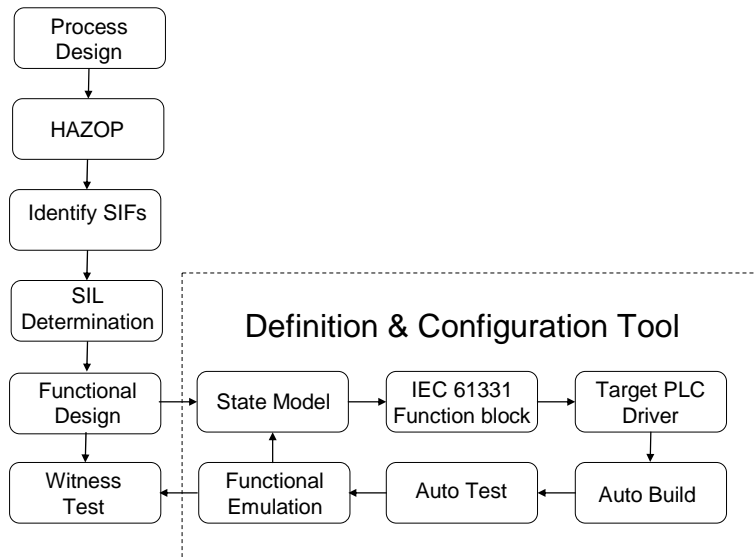 Process
Design
HAZOP
Identify SIFs
SIL
Determination
Definition & Configuration Tool
Functional
Design
State Model
IEC 61331
Function block
Target PLC
Driver
Witness
Test
Functional
Emulation
Auto Test
Auto Build